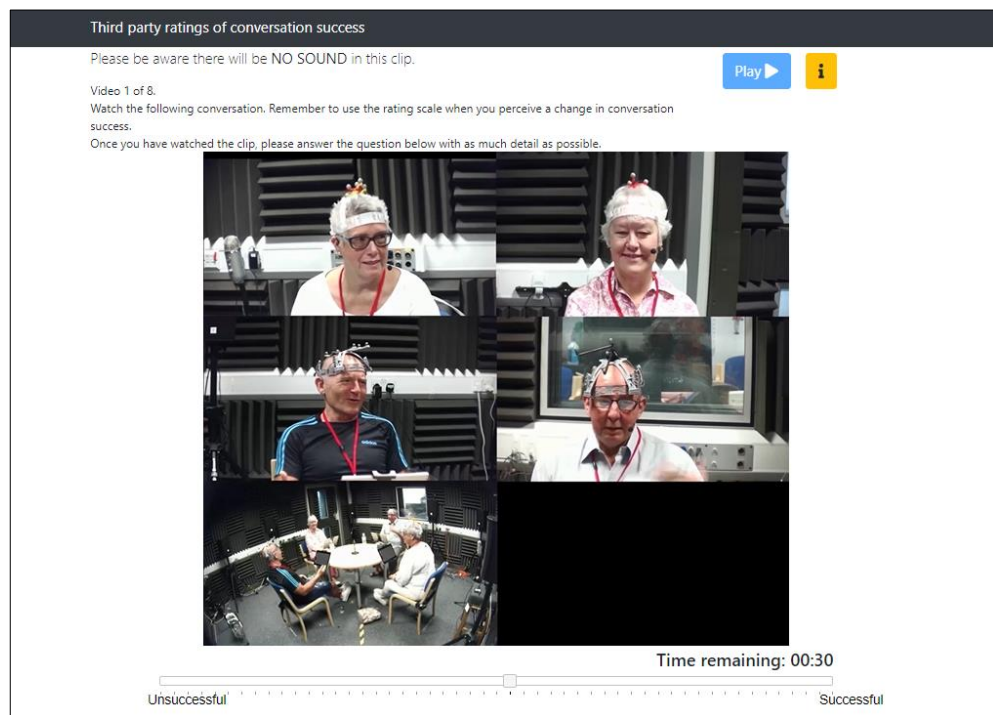 Third party ratings of conversation success
Please be aware there will be NO SOUND in this clip.
Play
i
Video 1 of 8.
Watch the following conversation. Remember to use the rating scale when you perceive a change in conversation
success.
Once you have watched the clip, please answer the question below with as much detail as possible.
adidas
Time remaining: 00:30
Unsuccessful
Successful